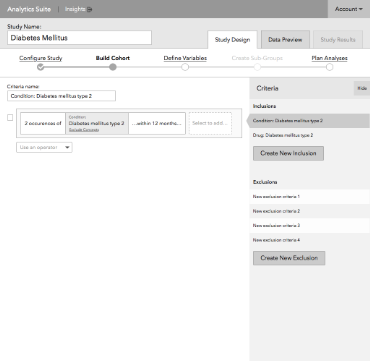 Analytics Suite | Insights
Account
Study Name:
Diabetes Mellitus
Study Design
Data Preview
Study Results
Configure Study
Build Cohort
Define Variables
Create Sub-Groups
Plan Analyses
Criteria name:
Condition: Diabetes mellitus type 2
2 occurences of
Condition:
Diabetes mellitus type 2
...within 12 months...
Select to add...
Use an operator
Criteria
Hide
Inclusions
Condition: Diabetes mellitus type 2
Drug: Diabetes mellitus type 2
Create New Inclusion
Exclusions
New exclusion criteria 1
New exclusion criteria 2
New exclusion criteria 3
New exclusion criteria 4
Create New Exclusion